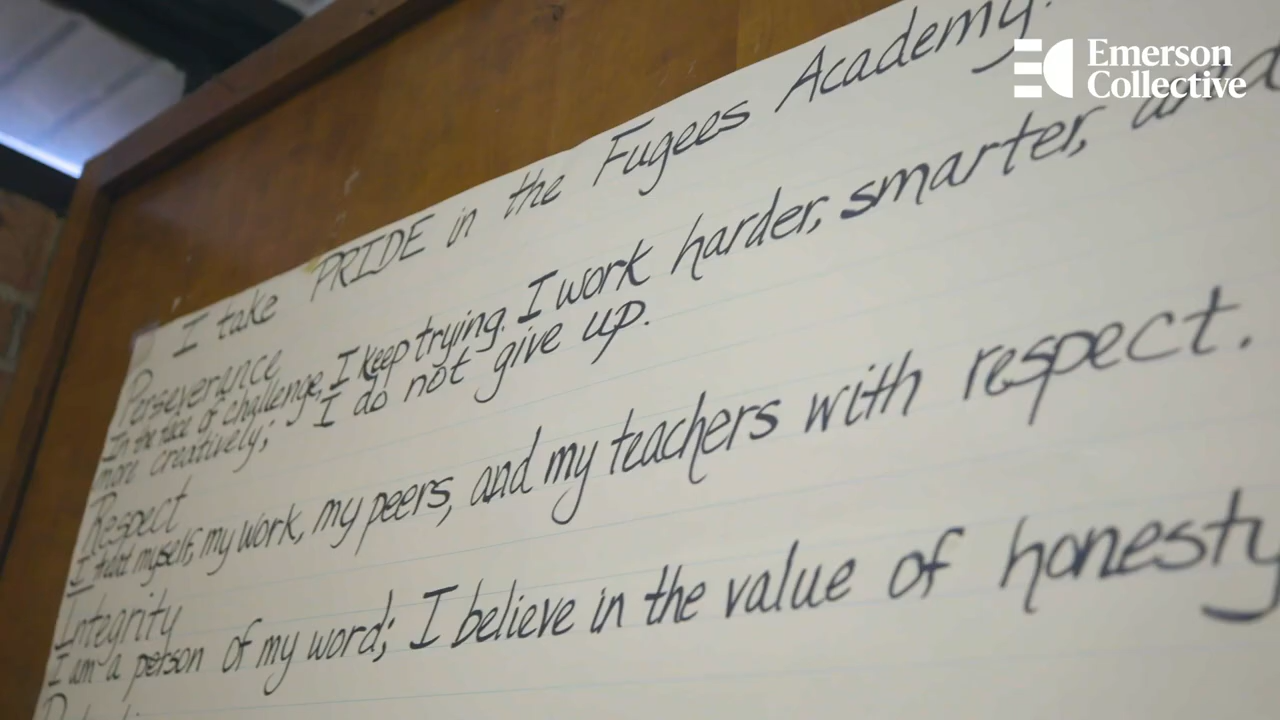 Emerson
Collective
I take PRIDE in the Fugees Academy.
Perseverance
In the face of challenge, I keep trying. I work harder, smarter, and
more creatively; I do not give up.
Respect
I treat myself, my work, my peers, and my teachers with respect.
Integrity
I am a person of my word; I believe in the value of honesty